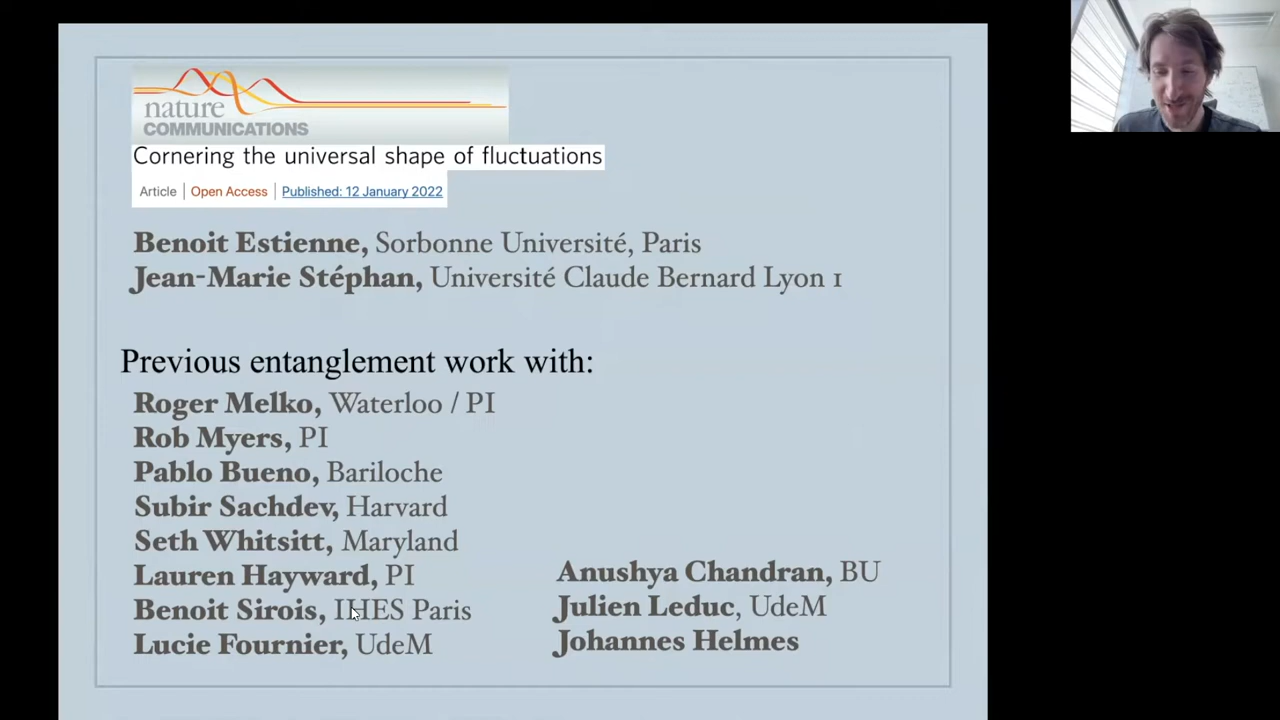 nature
COMMUNICATIONS
Cornering the universal shape of fluctuations
Article | Open Access | Published: 12 January 2022
Benoit Estienne, Sorbonne Université, Paris
Jean-Marie Stéphan, Université Claude Bernard Lyon 1
Previous entanglement work with:
Roger Melko, Waterloo / PI
Rob Myers, PI
Pablo Bueno, Bariloche
Subir Sachdev, Harvard
Seth Whitsitt, Maryland
Lauren Hayward, PI
Benoit Sirois, IHES Paris
Lucie Fournier, UdeM
Anushya Chandran, BU
Julien Leduc, UdeM
Johannes Helmes